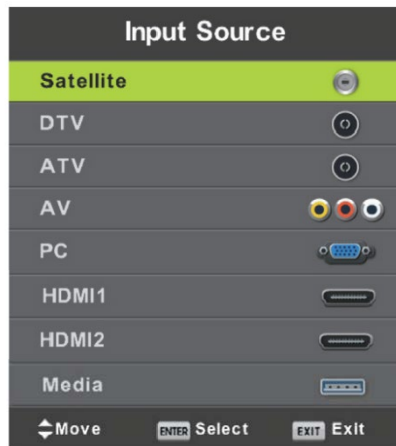 Input Source
Satellite
DTV
ATV
AV
PC
HDMI1
HDMI2
Media
Move ENTER Select EXIT Exit